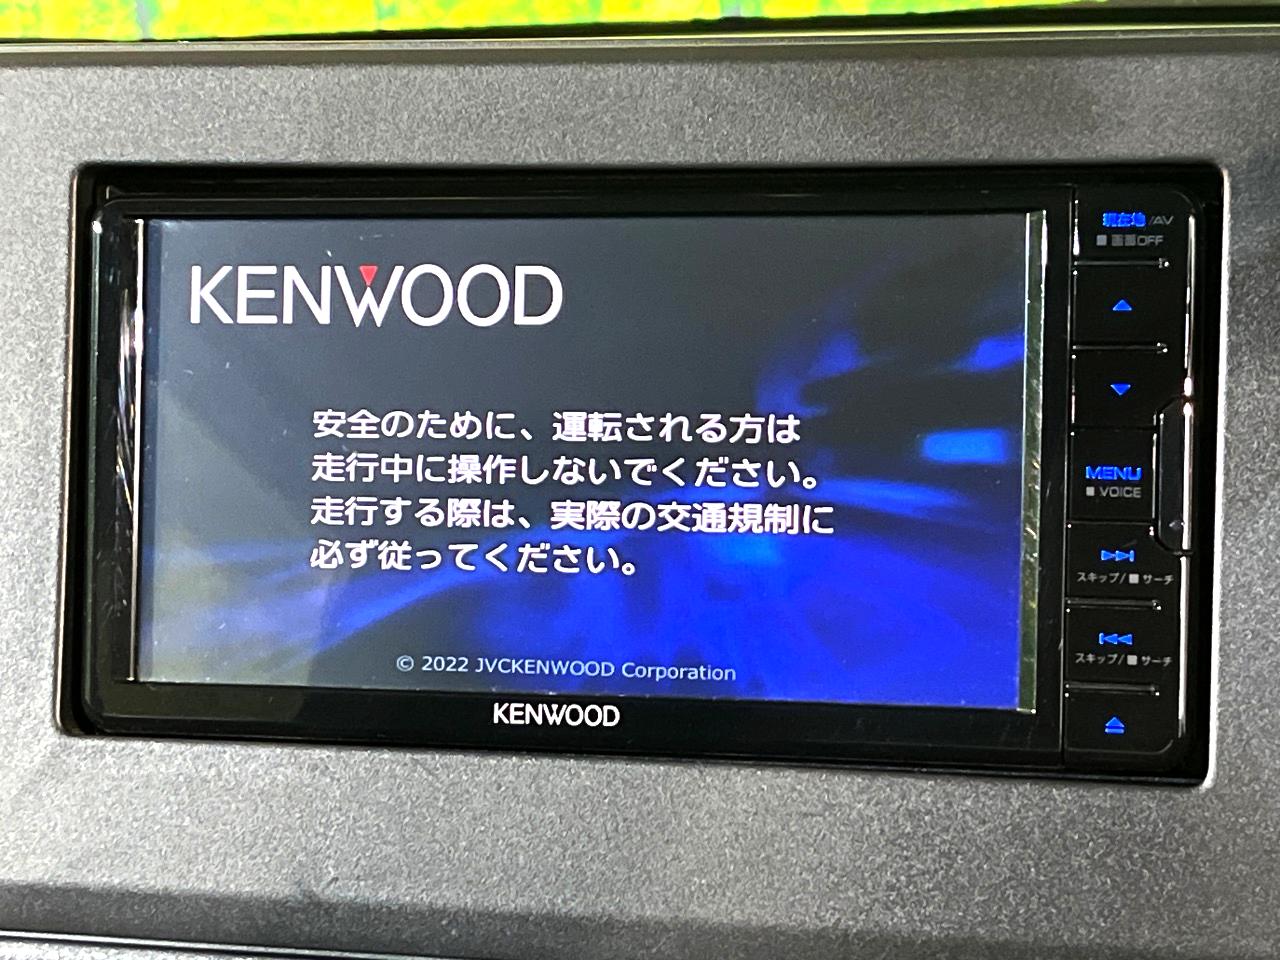 KENWOOD
安全のために、運転される方は
走行中に操作しないでください。
走行する際は、実際の交通規制に
必ず従ってください。
© 2022 JVCKENWOOD Corporation
KENWOOD
現在地/AV
■ 画面OFF
MENU
■ VOICE
スキップ/■サーチ
スキップ/■サーチ